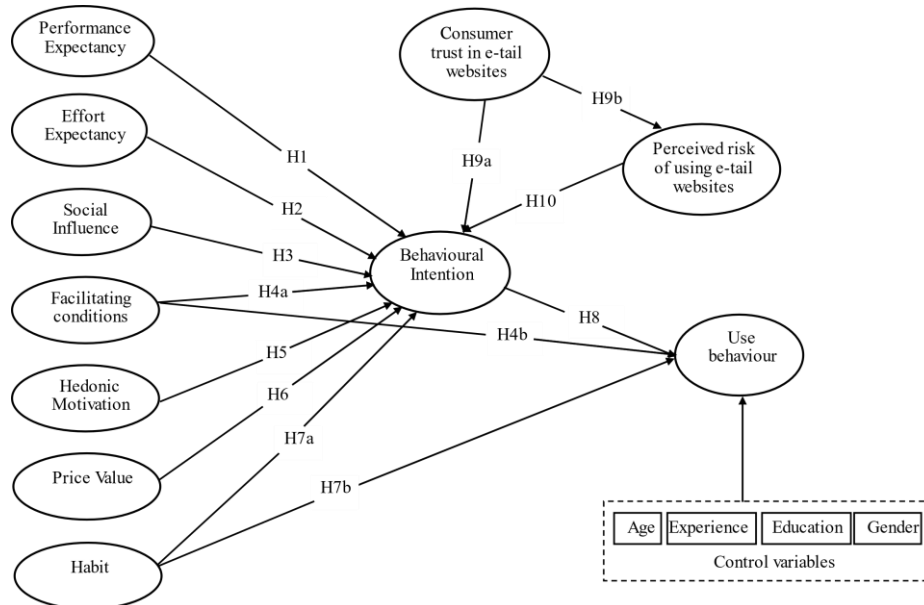 Performance
Expectancy
Consumer
trust in e-tail
websites
H9b
Effort
Expectancy
H1
H9a
Perceived risk
of using e-tail
websites
H2
H10
Social
Influence
H3
Behavioural
Intention
Facilitating
conditions
H4a
H8
H4b
Use
behaviour
H5
Hedonic
Motivation
H6
H7a
Price Value
H7b
Age
Experience
Education
Gender
Control variables
Habit